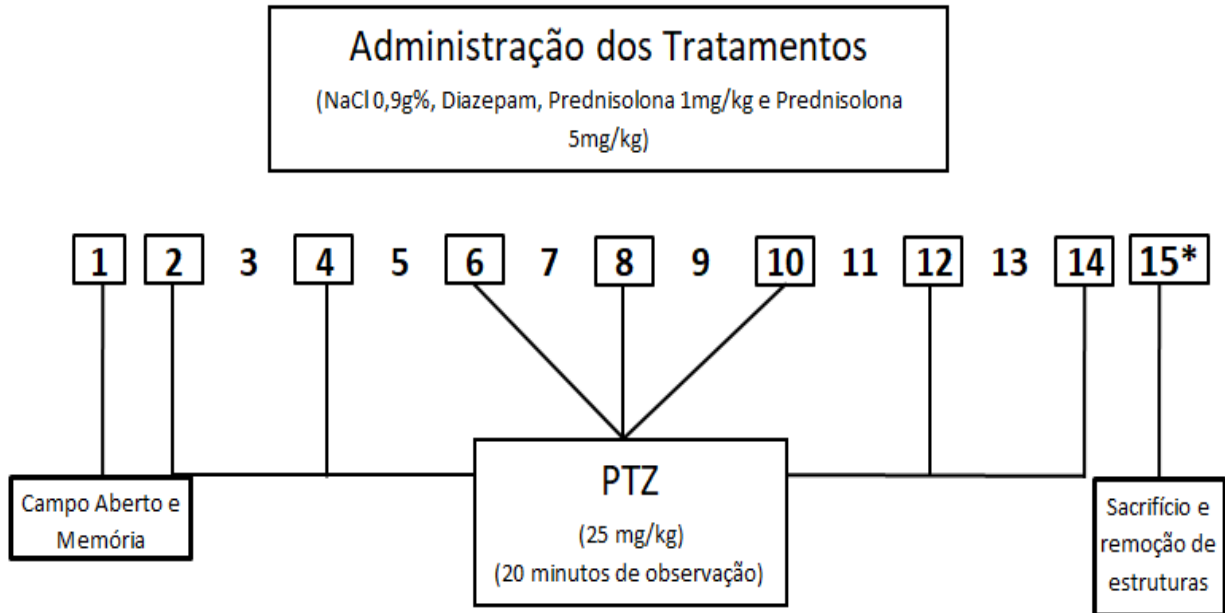 Administração dos Tratamentos
(NaCl 0,9g%, Diazepam, Prednisolona 1mg/kg e Prednisolona
5mg/kg)
1 2 3 4 5 6 7 8 9 10 11 12 13 14 15*
Campo Aberto e
Memória
PTZ
(25 mg/kg)
(20 minutos de observação)
Sacrifício e
remoção de
estruturas